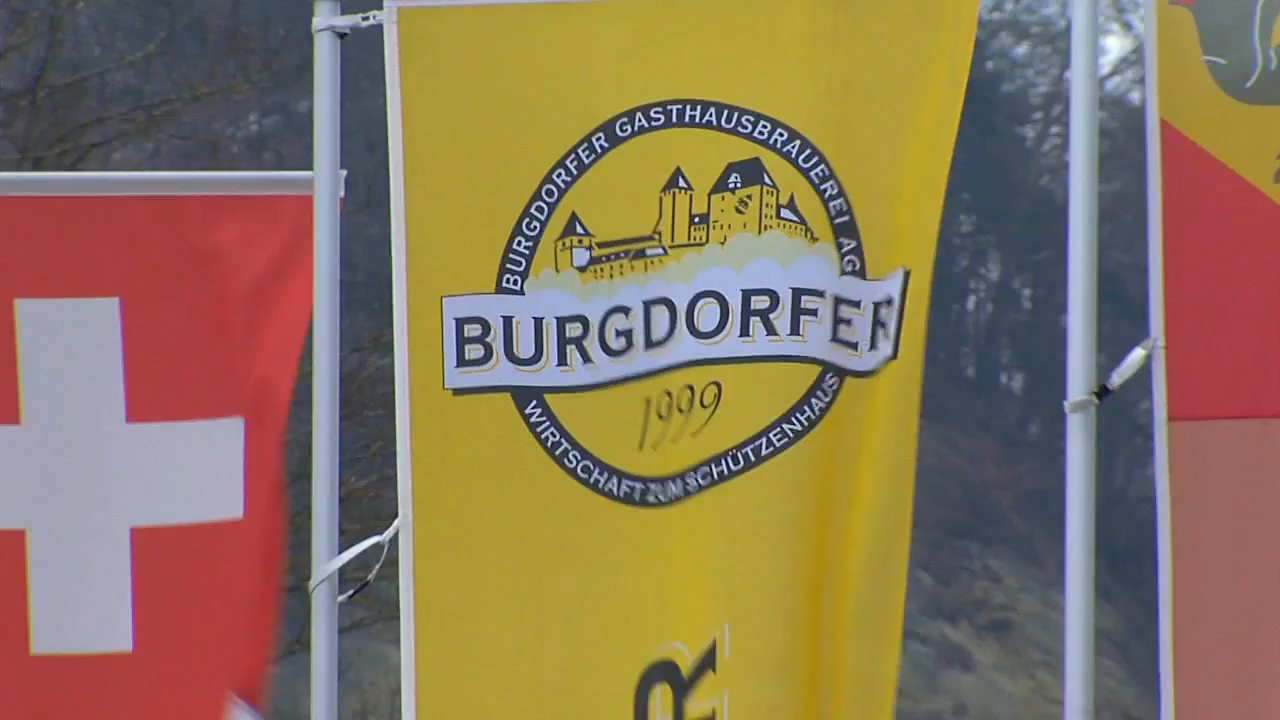 BURGDORFER GASTHAUSBRAUEREI AG
BURGDORFER
1999
WIRTSCHAFT ZUM SCHÜTZENHAUS
R